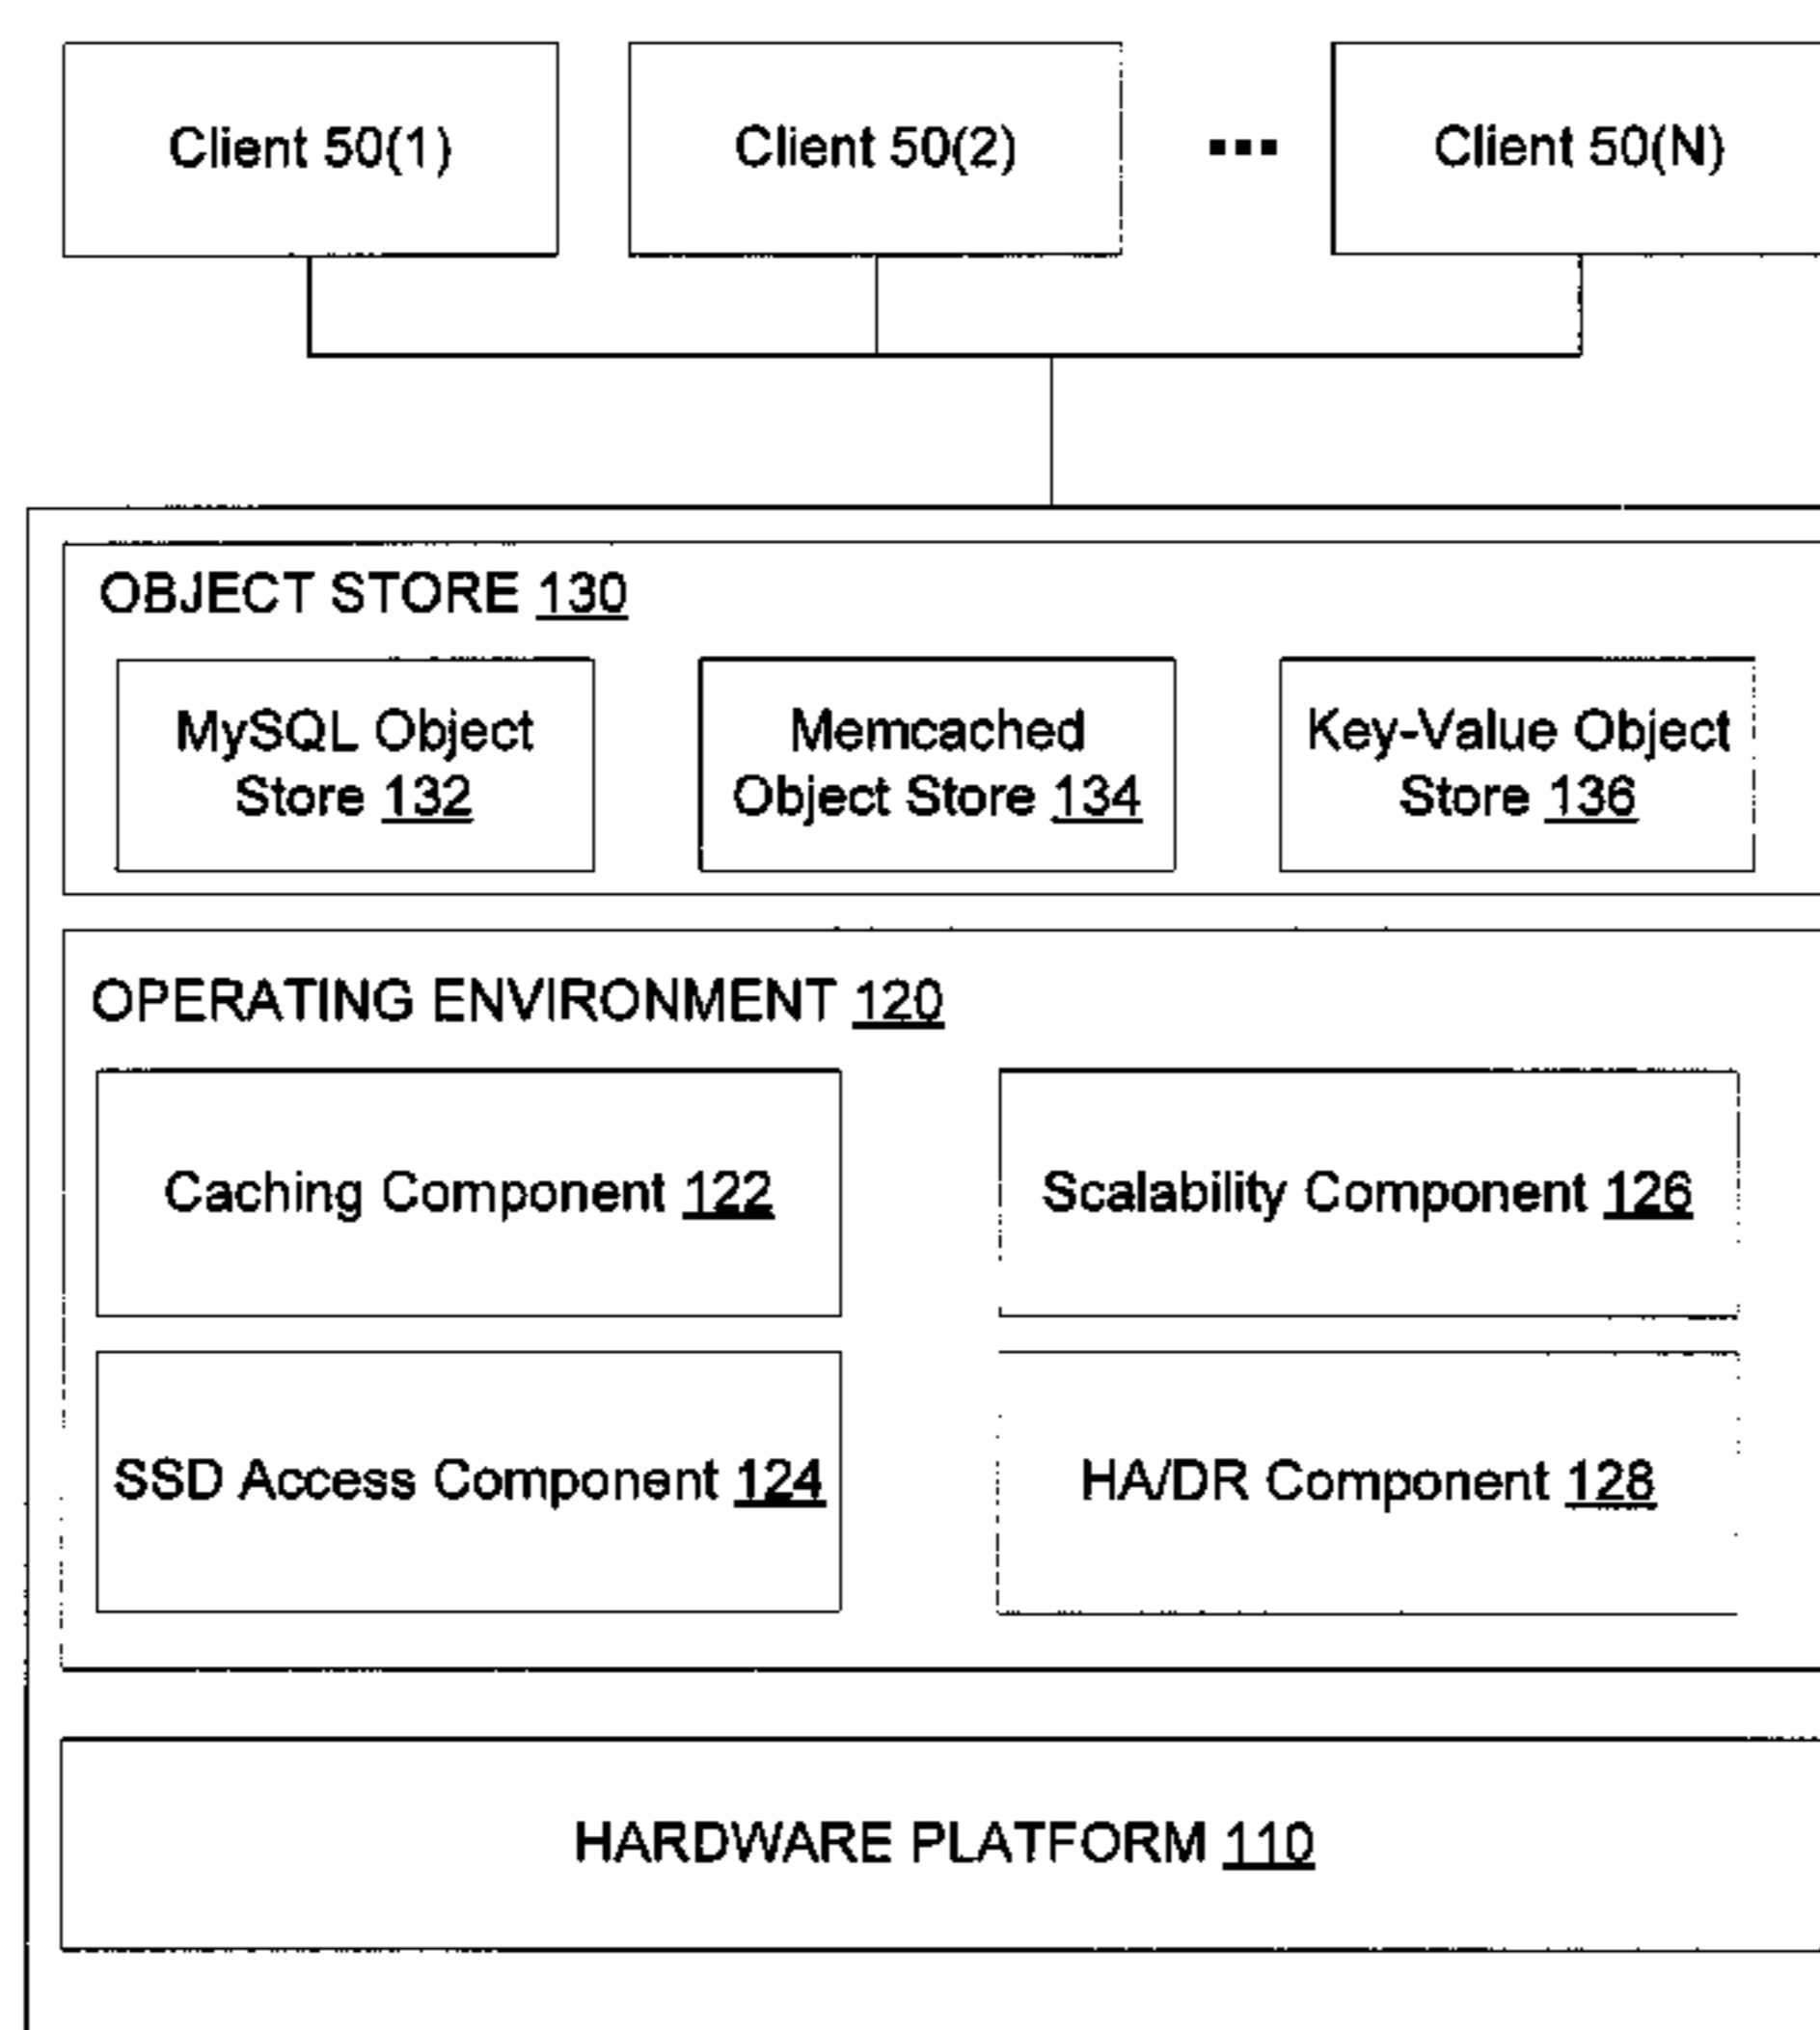 Client 50(1)
Client 50(2)
...
Client 50(N)
OBJECT STORE 130
MySQL Object
Store 132
Memcached
Object Store 134
Key-Value Object
Store 136
OPERATING ENVIRONMENT 120
Caching Component 122
Scalability Component 126
SSD Access Component 124
HA/DR Component 128
HARDWARE PLATFORM 110